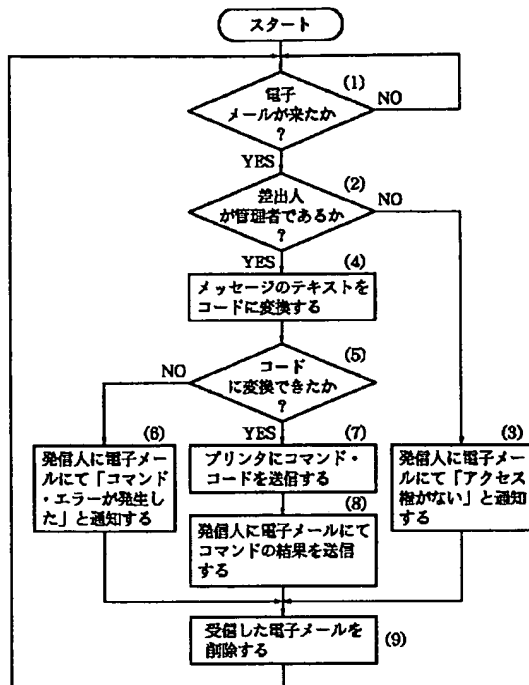 スタート
(1)
電子
メールが来たか
?
NO
YES
(2)
差出人
が管理者であるか
?
NO
YES
(4)
メッセージのテキストを
コードに変換する
(5)
コード
に変換できたか
?
NO
YES
(6)
発信人に電子メー
ルにて「コマンド
・エラーが発生し
た」と通知する
(7)
プリンタにコマンド・
コードを送信する
(3)
発信人に電子メー
ルにて「アクセス
権がない」と通知
する
(8)
発信人に電子メールにて
コマンドの結果を送信
する
(9)
受信した電子メールを
削除する